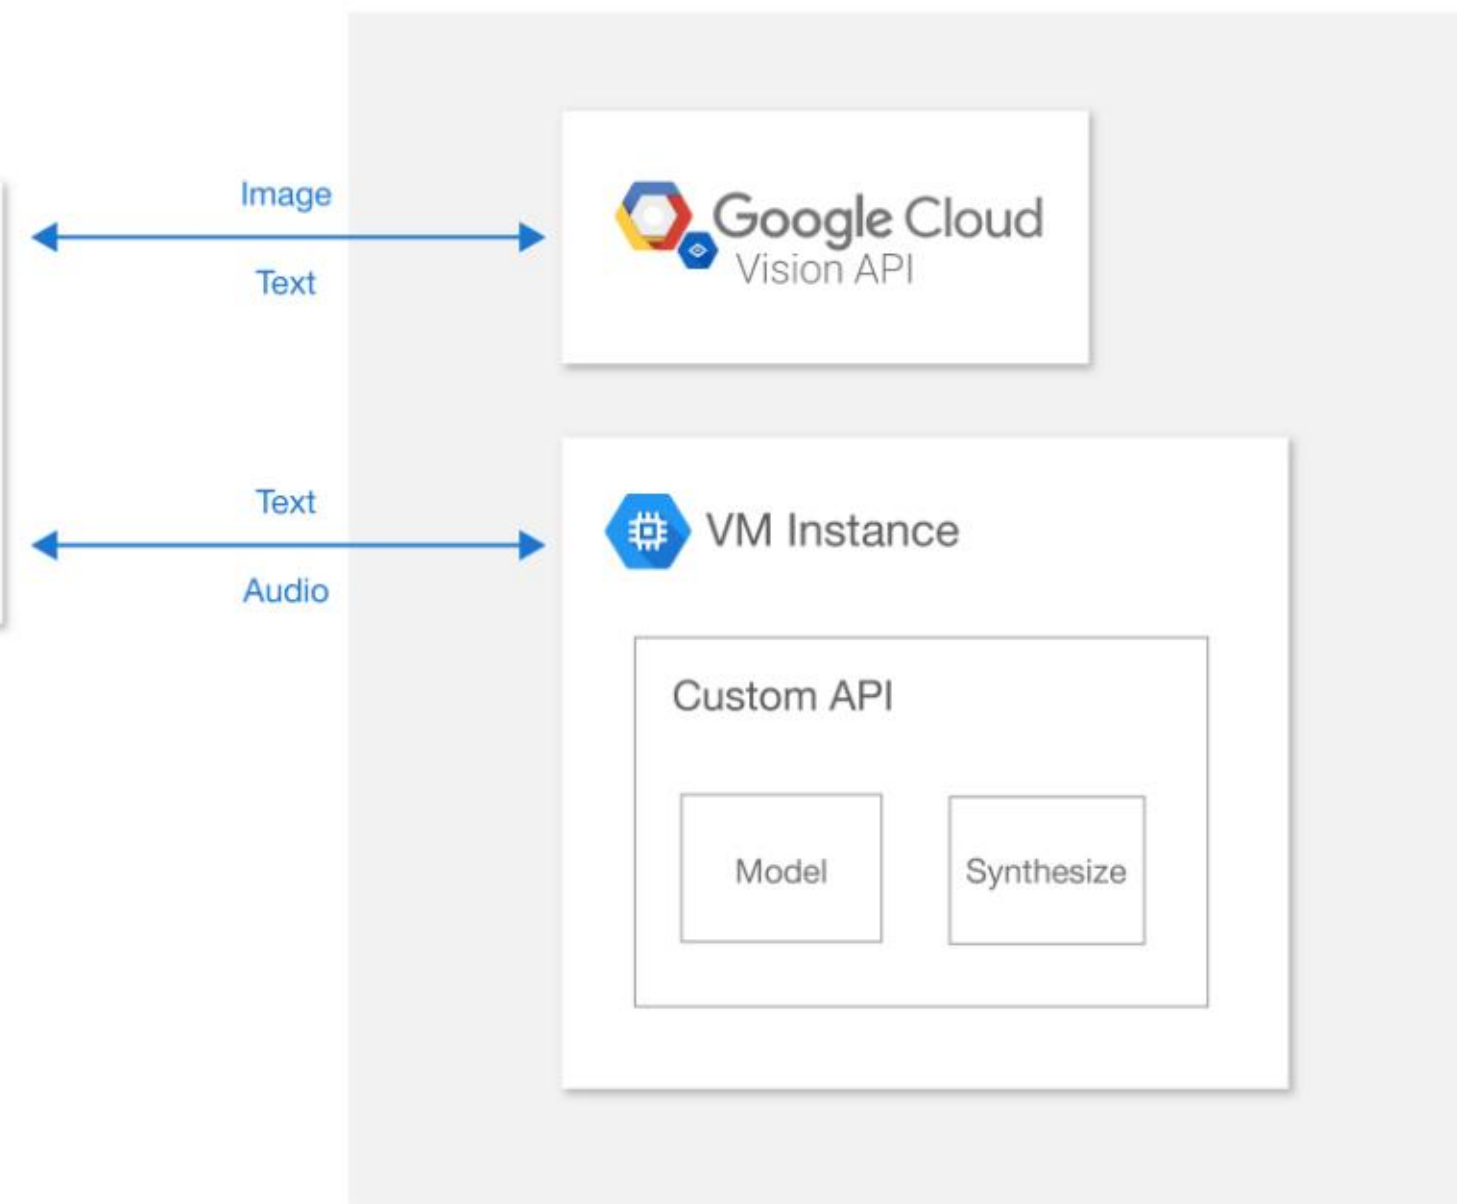 Image
Google Cloud
Vision API
Text
Text
VM Instance
Audio
Custom API
Model
Synthesize